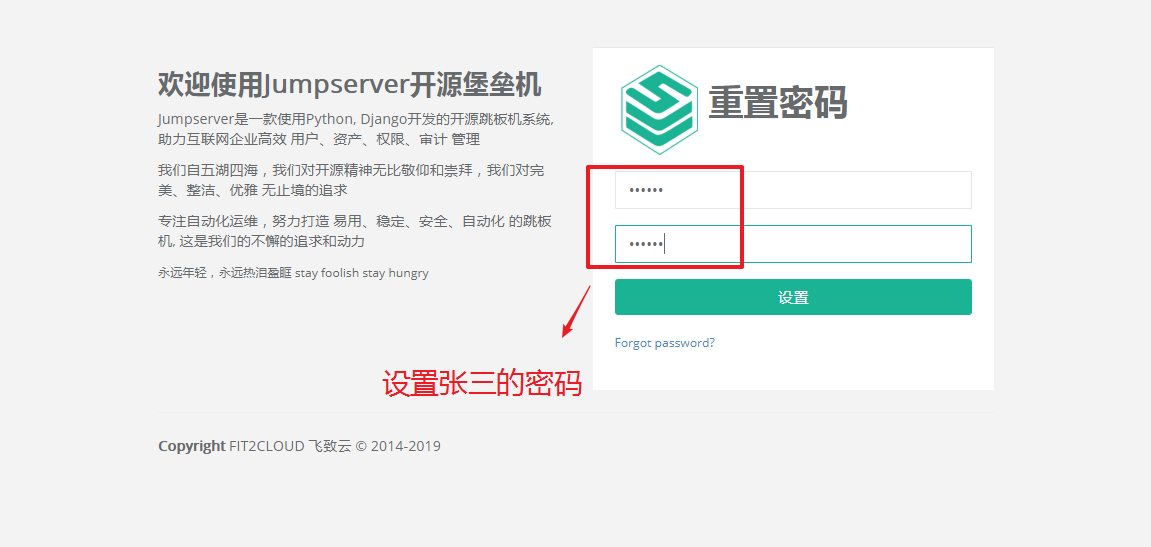 欢迎使用Jumpserver开源堡垒机
Jumpserver是一款使用Python, Django开发的开源跳板机系统,
助力互联网企业高效 用户、资产、权限、审计 管理
我们自五湖四海，我们对开源精神无比敬仰和崇拜，我们对完
美、整洁、优雅 无止境的追求
专注自动化运维，努力打造 易用、稳定、安全、自动化 的跳板
机, 这是我们的不懈的追求和动力
永远年轻，永远热泪盈眶 stay foolish stay hungry
重置密码
••••••
••••••
设置
Forgot password?
设置张三的密码
Copyright FIT2CLOUD 飞致云 © 2014-2019